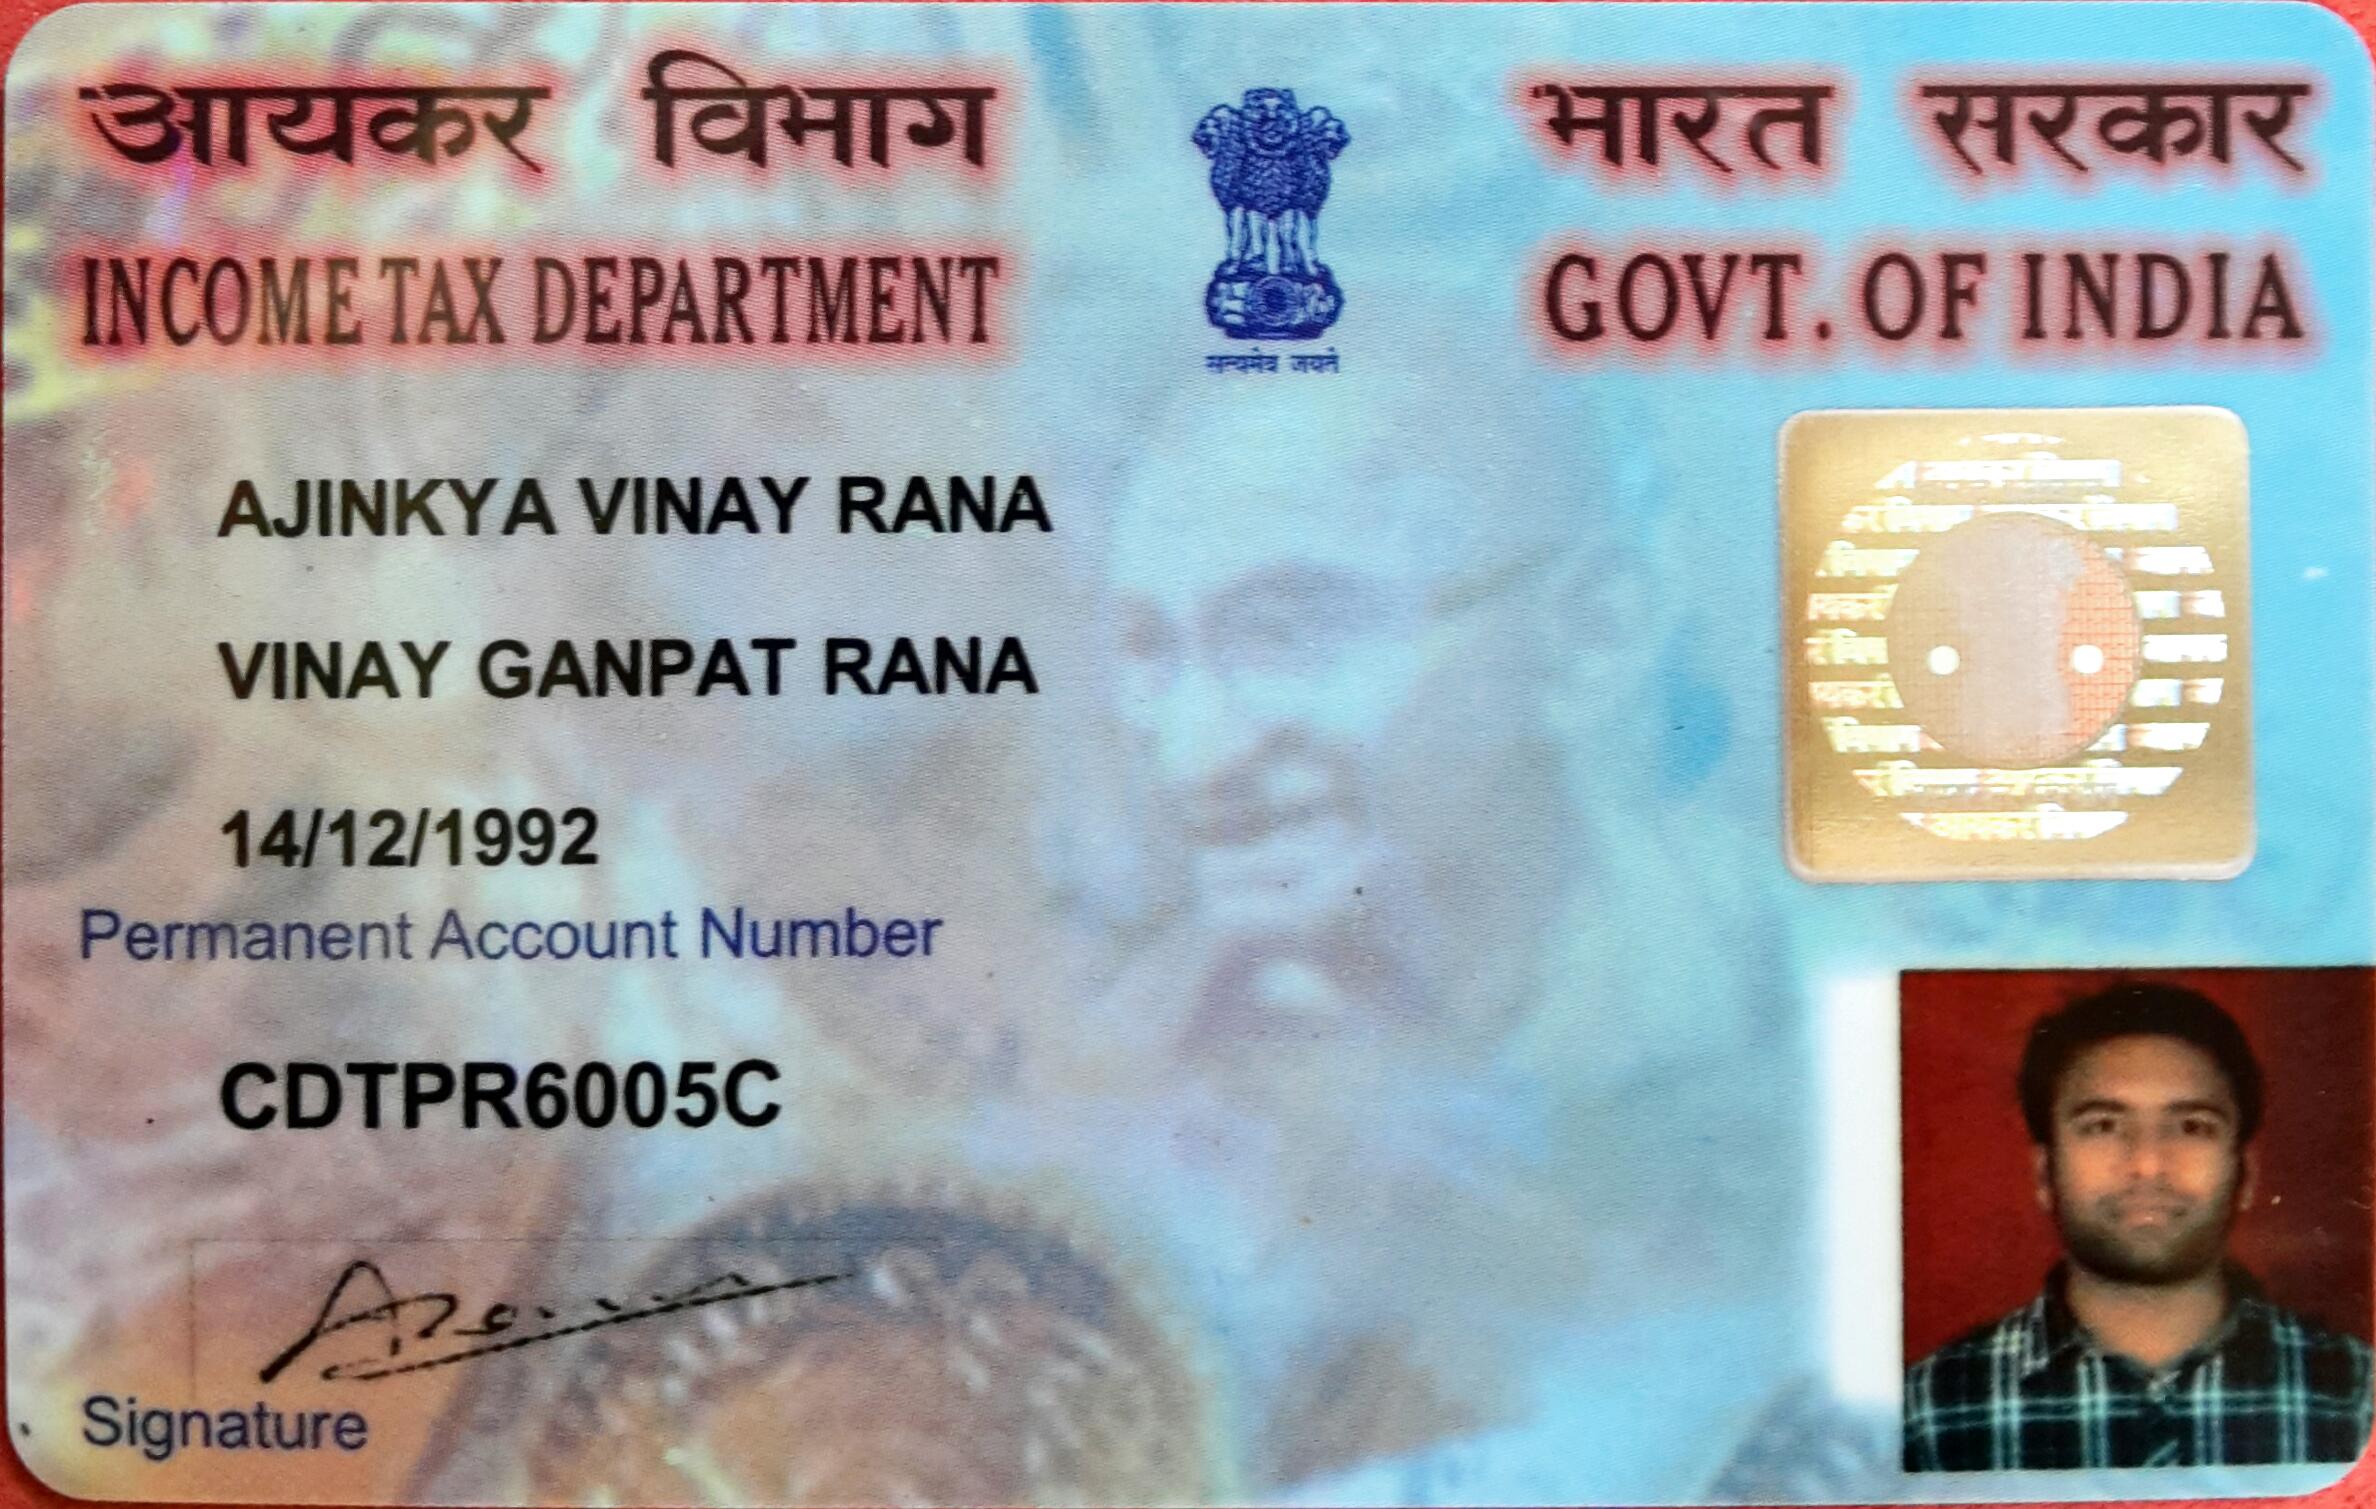 आयकर विभाग
INCOME TAX DEPARTMENT
भारत सरकार
GOVT. OF INDIA
सत्यमेव जयते
AJINKYA VINAY RANA
VINAY GANPAT RANA
14/12/1992
Permanent Account Number
CDTPR6005C
Signature